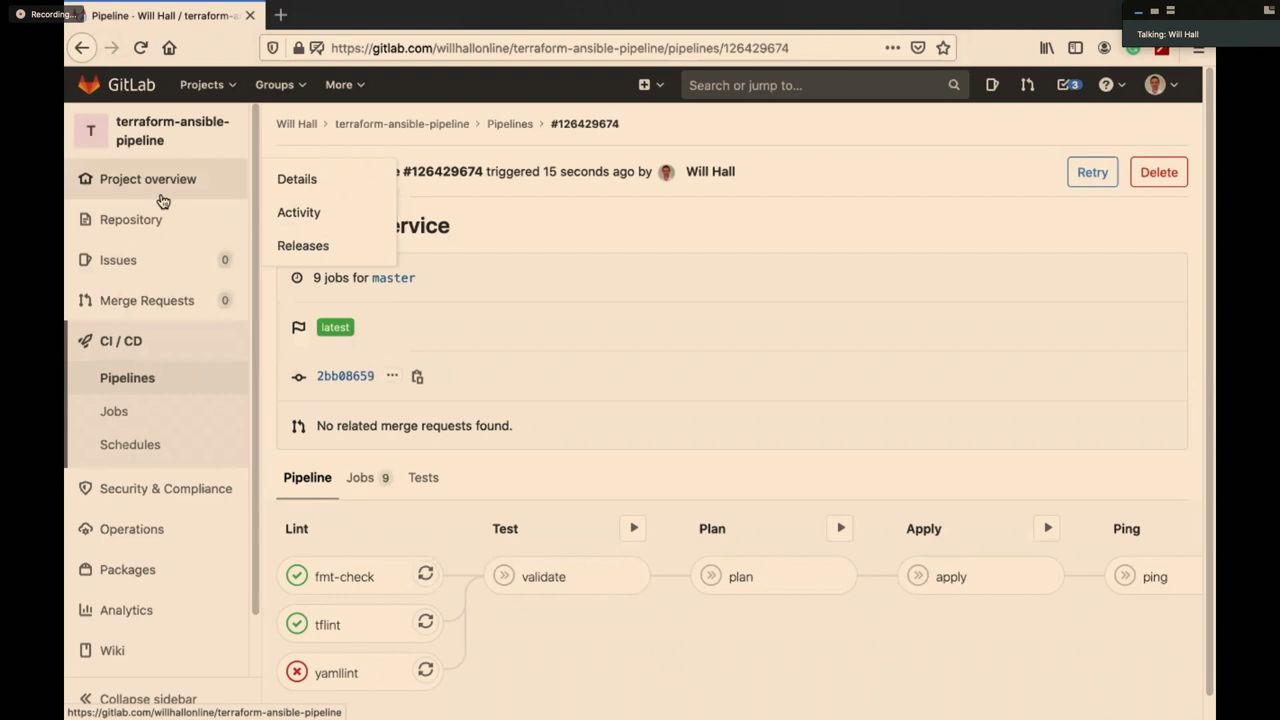 Recording...
Pipeline · Will Hall / terraform-
Talking: Will Hall
https://gitlab.com/willhallonline/terraform-ansible-pipeline/pipelines/126429674
GitLab
Projects
Groups
More
Search or jump to...
3
T
terraform-ansible-
pipeline
Will Hall > terraform-ansible-pipeline > Pipelines > #126429674
Project overview
Details
#126429674 triggered 15 seconds ago by Will Hall
Retry
Delete
Repository
Activity
Releases
ervice
Issues 0
9 jobs for master
Merge Requests 0
latest
CI / CD
Pipelines
2bb08659
Jobs
No related merge requests found.
Schedules
Pipeline
Jobs 9
Tests
Security & Compliance
Operations
Lint
Test
Plan
Apply
Ping
Packages
fmt-check
validate
plan
apply
ping
Analytics
tflint
Wiki
yamllint
Collapse sidebar
https://gitlab.com/willhallonline/terraform-ansible-pipeline